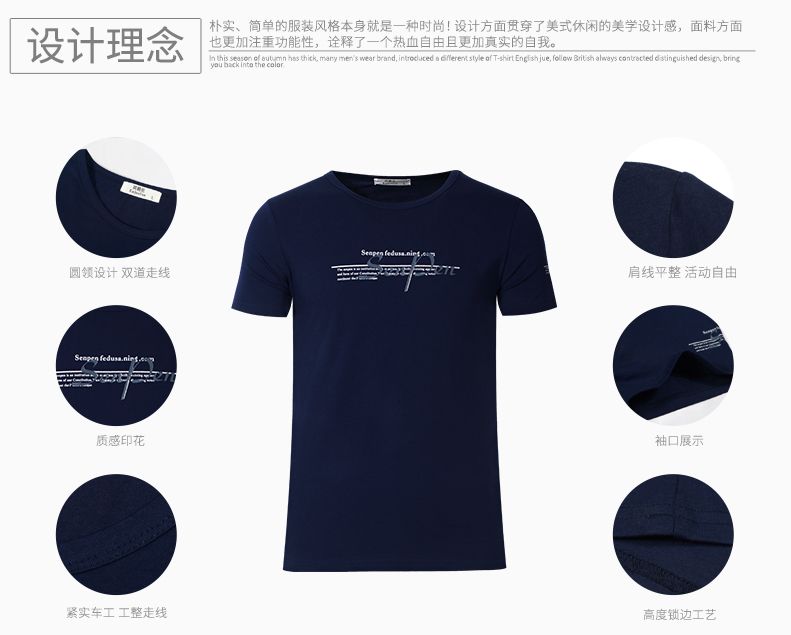 设计理念
朴实、简单的服装风格本身就是一种时尚！设计方面贯穿了美式休闲的美学设计感，面料方面
也更加注重功能性，诠释了一个热血自由且更加真实的自我。
In this season of autumn has thick, many men's wear brand, introduced a different style of T-shirt English jue, follow British always contracted distinguished design, bring
you back into the color.
圆领设计 双道走线
肩线平整 活动自由
Senpen fedusa.ning .com
SenPen
Senpen fedusa.ning .com
SenPen
质感印花
袖口展示
紧实车工 工整走线
高度锁边工艺